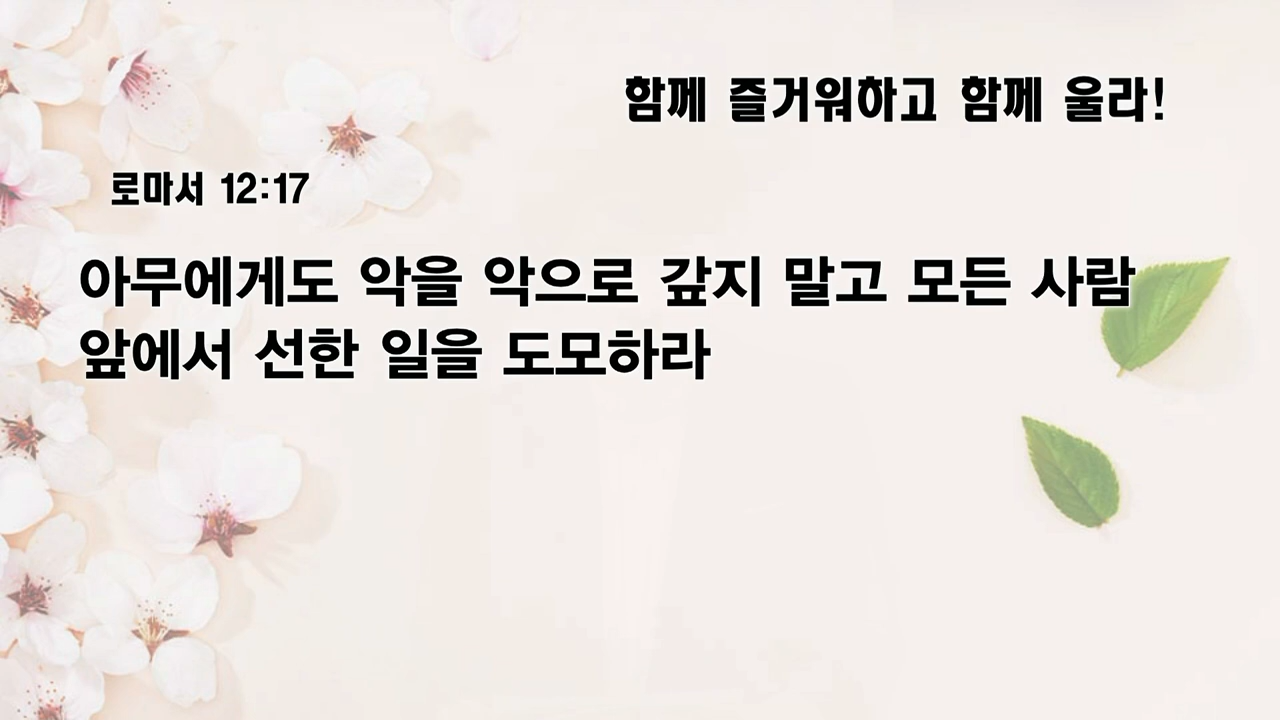 함께 즐거워하고 함께 울라!
로마서 12:17
아무에게도 악을 악으로 갚지 말고 모든 사람
앞에서 선한 일을 도모하라